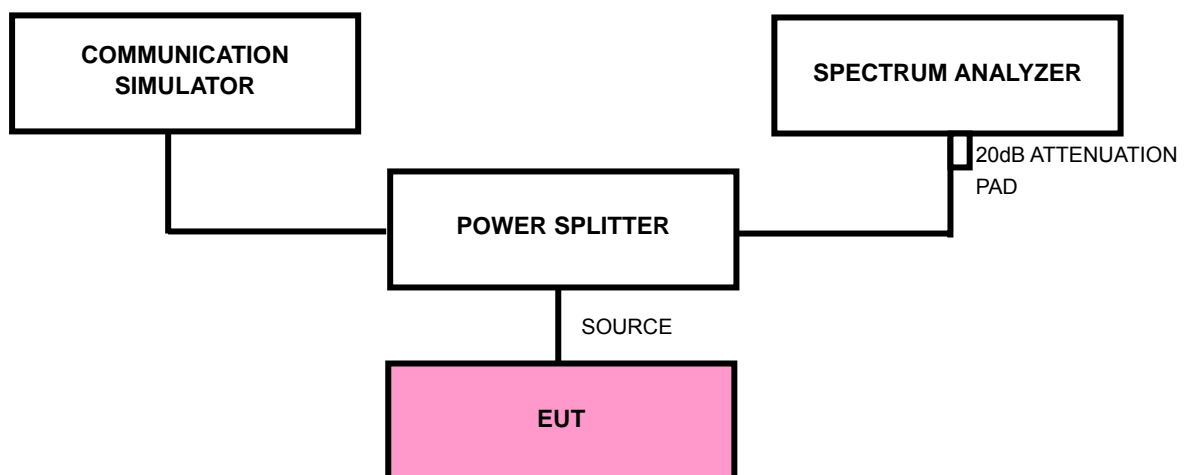 COMMUNICATION
SIMULATOR
SPECTRUM ANALYZER
20dB ATTENUATION
PAD
POWER SPLITTER
SOURCE
EUT